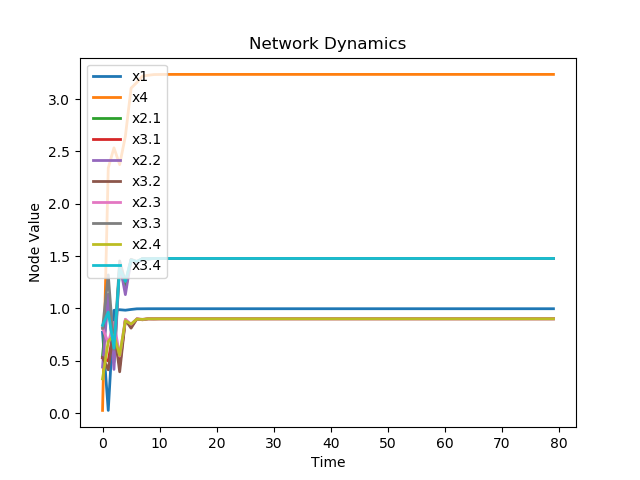 Network Dynamics
Node Value
3.0
2.5
2.0
1.5
1.0
0.5
0.0
x1
x4
x2.1
x3.1
x2.2
x3.2
x2.3
x3.3
x2.4
x3.4
0 10 20 30 40 50 60 70 80
Time